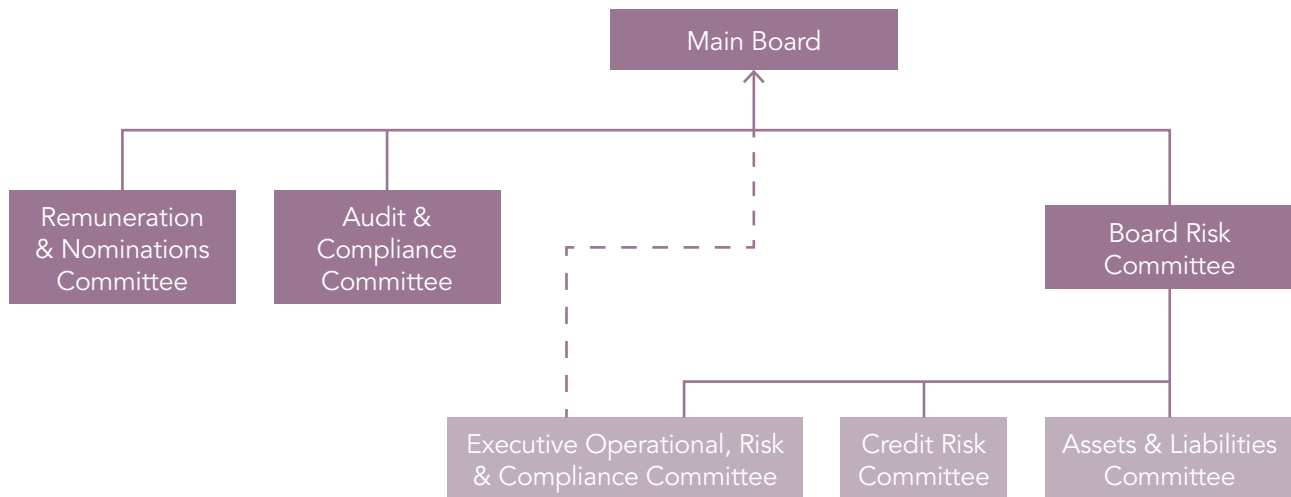 Main Board
Remuneration
& Nominations
Committee
Audit &
Compliance
Committee
Board Risk
Committee
Executive Operational, Risk
& Compliance Committee
Credit Risk
Committee
Assets & Liabilities
Committee